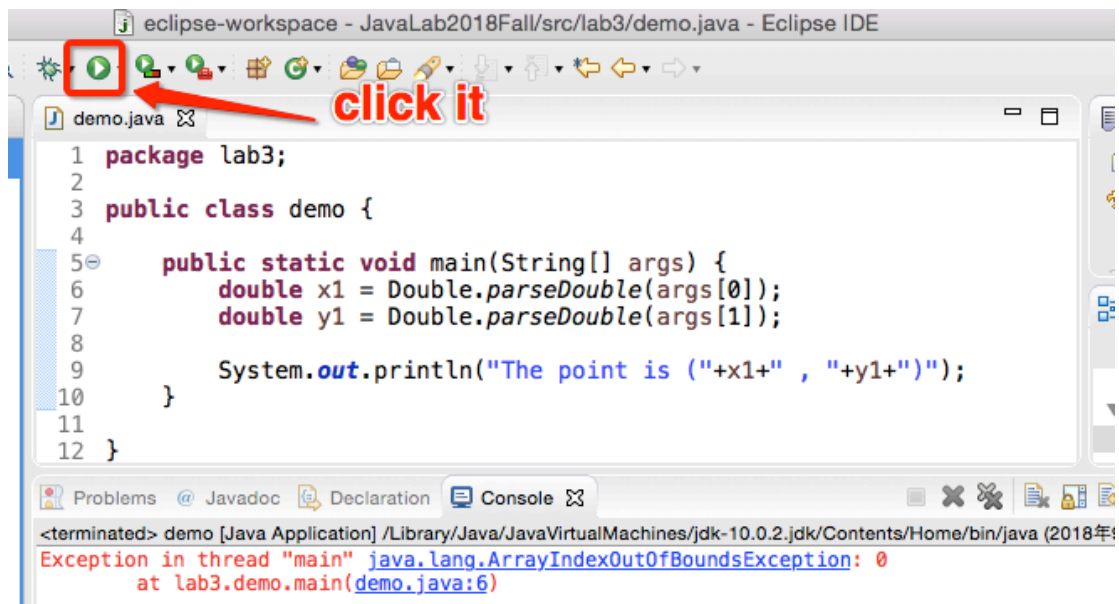 eclipse-workspace - JavaLab2018Fall/src/lab3/demo.java - Eclipse IDE
click it
demo.java
1 package lab3;
2
3 public class demo {
4
5 public static void main(String[] args) {
6 double x1 = Double.parseDouble(args[0]);
7 double y1 = Double.parseDouble(args[1]);
8
9 System.out.println("The point is ("+x1+" , "+y1+")");
10 }
11
12 }
Problems @ Javadoc Declaration Console
<terminated> demo [Java Application] /Library/Java/JavaVirtualMachines/jdk-10.0.2.jdk/Contents/Home/bin/java (2018年9
Exception in thread "main" java.lang.ArrayIndexOutOfBoundsException: 0
at lab3.demo.main(demo.java:6)